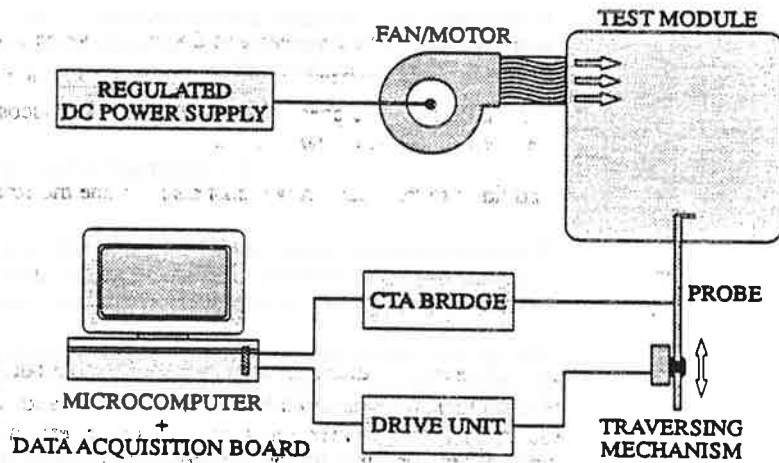 TEST MODULE
FAN/MOTOR
REGULATED
DC POWER SUPPLY
CTA BRIDGE
PROBE
MICROCOMPUTER
+
DATA ACQUISITION BOARD
DRIVE UNIT
TRAVERSING
MECHANISM